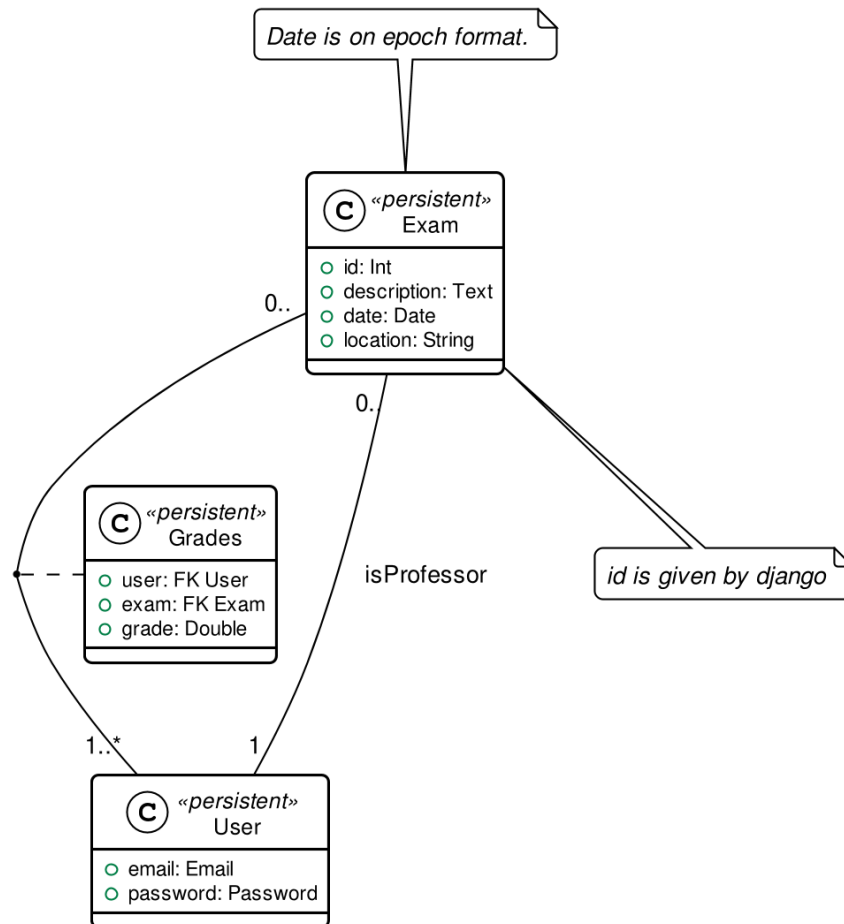 Date is on epoch format.
C
«persistent»
Exam
id: Int
description: Text
date: Date
location: String
0..
0..
C
«persistent»
Grades
user: FK User
exam: FK Exam
grade: Double
isProfessor
id is given by django
1..*
1
C
«persistent»
User
email: Email
password: Password